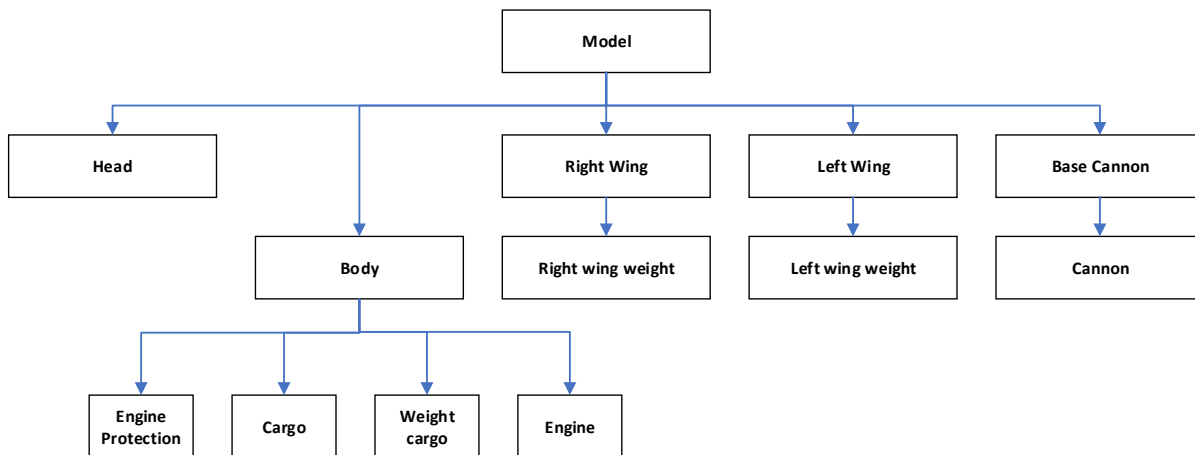 Model
Head
Right Wing
Left Wing
Base Cannon
Body
Right wing weight
Left wing weight
Cannon
Engine
Protection
Cargo
Weight
cargo
Engine